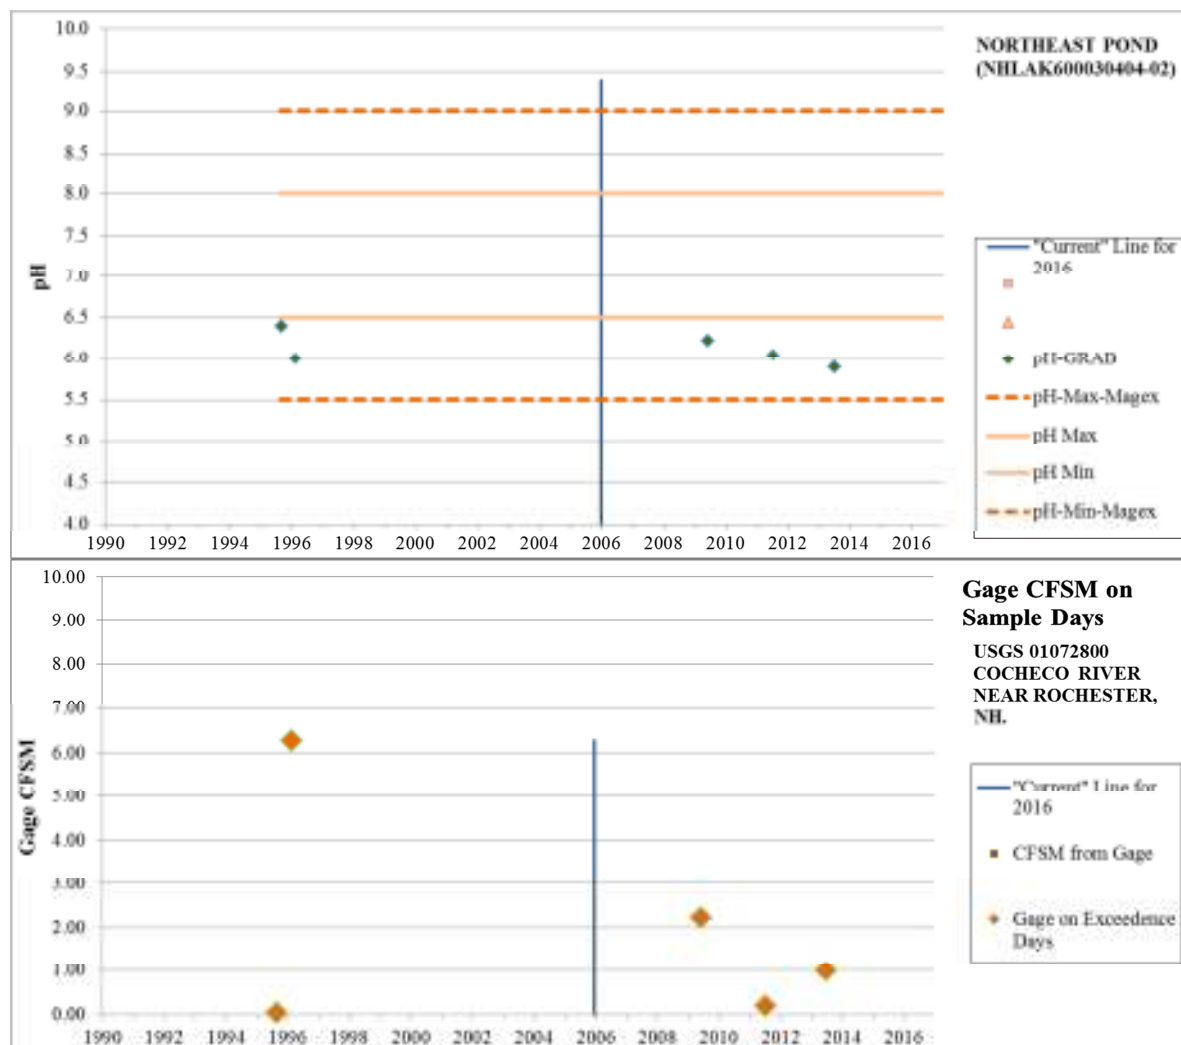 10.0
9.5
9.0
8.5
8.0
7.5
7.0
6.5
6.0
5.5
5.0
4.5
4.0
pH
1990 1992 1994 1996 1998 2000 2002 2004 2006 2008 2010 2012 2014 2016
NORTHEAST POND
(NHLAK600030404-02)
"Current" Line for
2016
pH-GRAD
pH-Max-Magex
pH Max
pH Min
pH-Min-Magex
10.00
9.00
8.00
7.00
6.00
5.00
4.00
3.00
2.00
1.00
0.00
Gage CFSM
1990 1992 1994 1996 1998 2000 2002 2004 2006 2008 2010 2012 2014 2016
Gage CFSM on
Sample Days
USGS 01072800
COCHECO RIVER
NEAR ROCHESTER,
NH.
"Current" Line for
2016
CFSM from Gage
Gage on Exceedence
Days